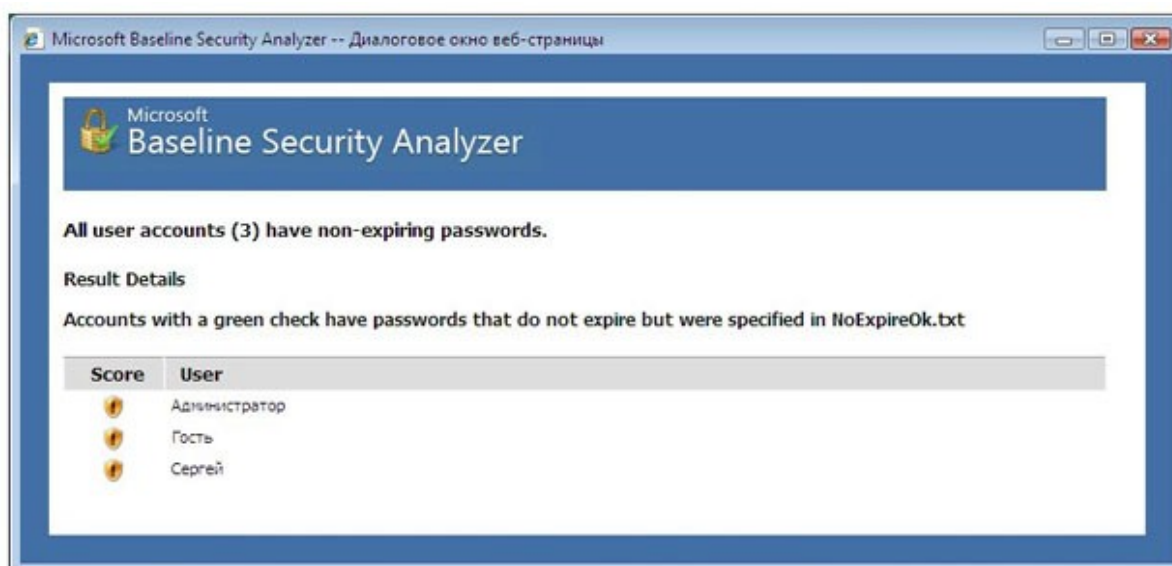 Microsoft Baseline Security Analyzer -- Диалоговое окно веб-страницы
Microsoft
Baseline Security Analyzer
All user accounts (3) have non-expiring passwords.
Result Details
Accounts with a green check have passwords that do not expire but were specified in NoExpireOk.txt
Score User
Администратор
Гость
Сергей